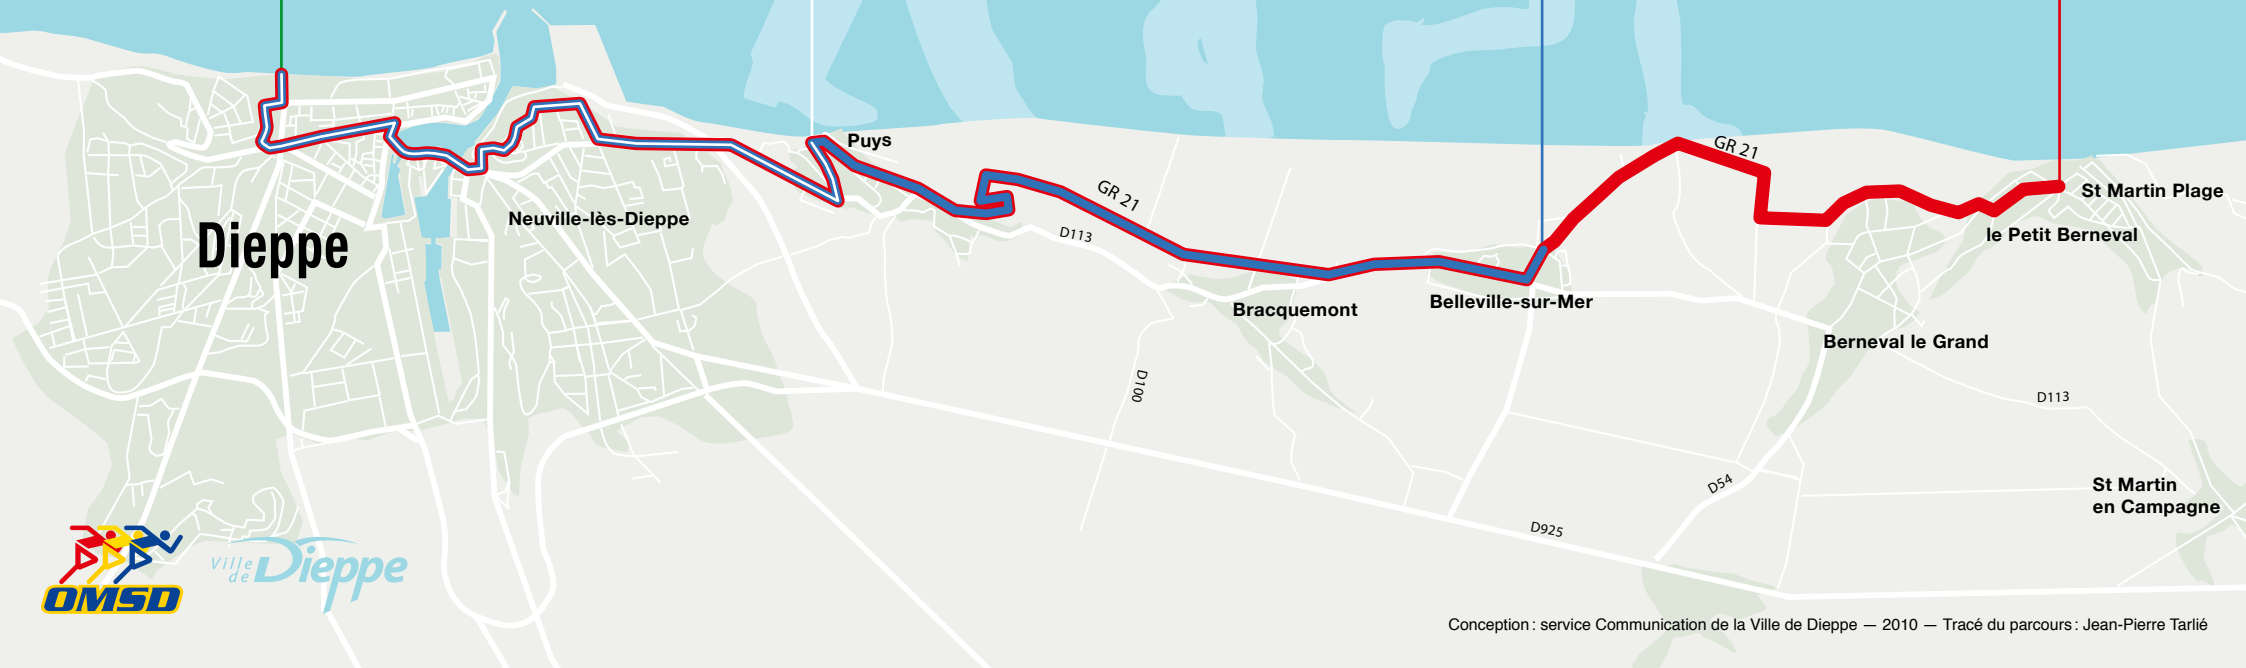 Puys
GR 21
St Martin Plage
GR 21
Neuville-lès-Dieppe
Dieppe
D113
le Petit Berneval
Bracquemont
Belleville-sur-Mer
Berneval le Grand
D100
D113
D54
St Martin
en Campagne
D925
OMSD
Ville
de Dieppe
Conception : service Communication de la Ville de Dieppe — 2010 — Tracé du parcours : Jean-Pierre Tarlié